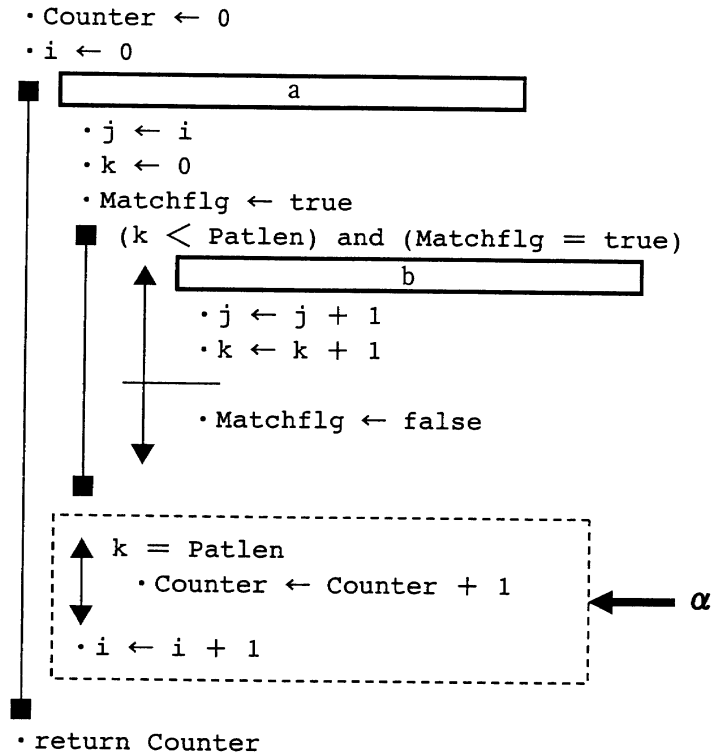 ・Counter ← 0
・i ← 0
a
・j ← i
・k ← 0
・Matchflg ← true
(k < Patlen) and (Matchflg = true)
b
・j ← j + 1
・k ← k + 1
・Matchflg ← false
k = Patlen
・Counter ← Counter + 1
α
・i ← i + 1
・return Counter